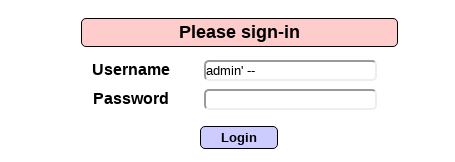 Please sign-in
Username admin' --
Password
Login